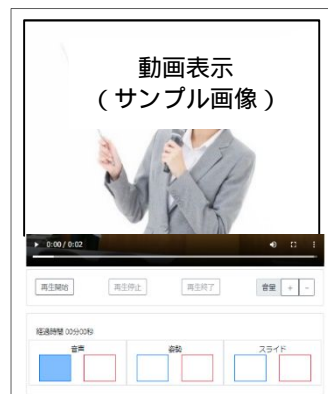 動画表示
(サンプル画像)
0:00 / 0:02
再生開始 再生停止 再生終了 音量 + -
経過時間 00分00秒
音声 姿勢 スライド